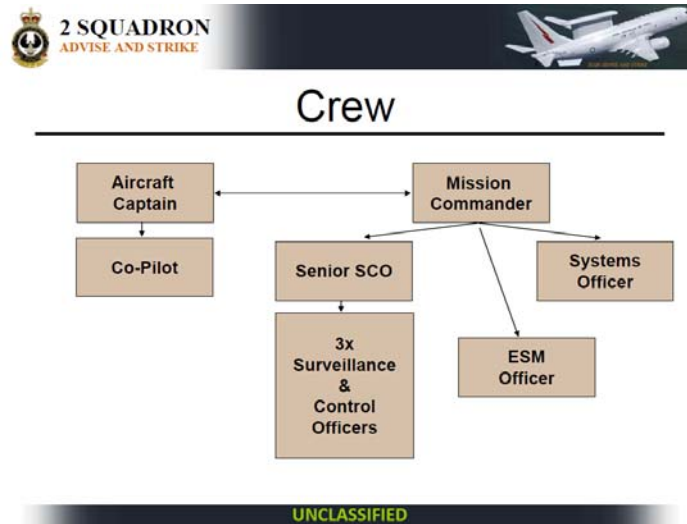 2 SQUADRON
ADVISE AND STRIKE
Crew
Aircraft
Captain
Mission
Commander
Co-Pilot
Senior SCO
Systems
Officer
3x
Surveillance
&
Control
Officers
ESM
Officer
UNCLASSIFIED